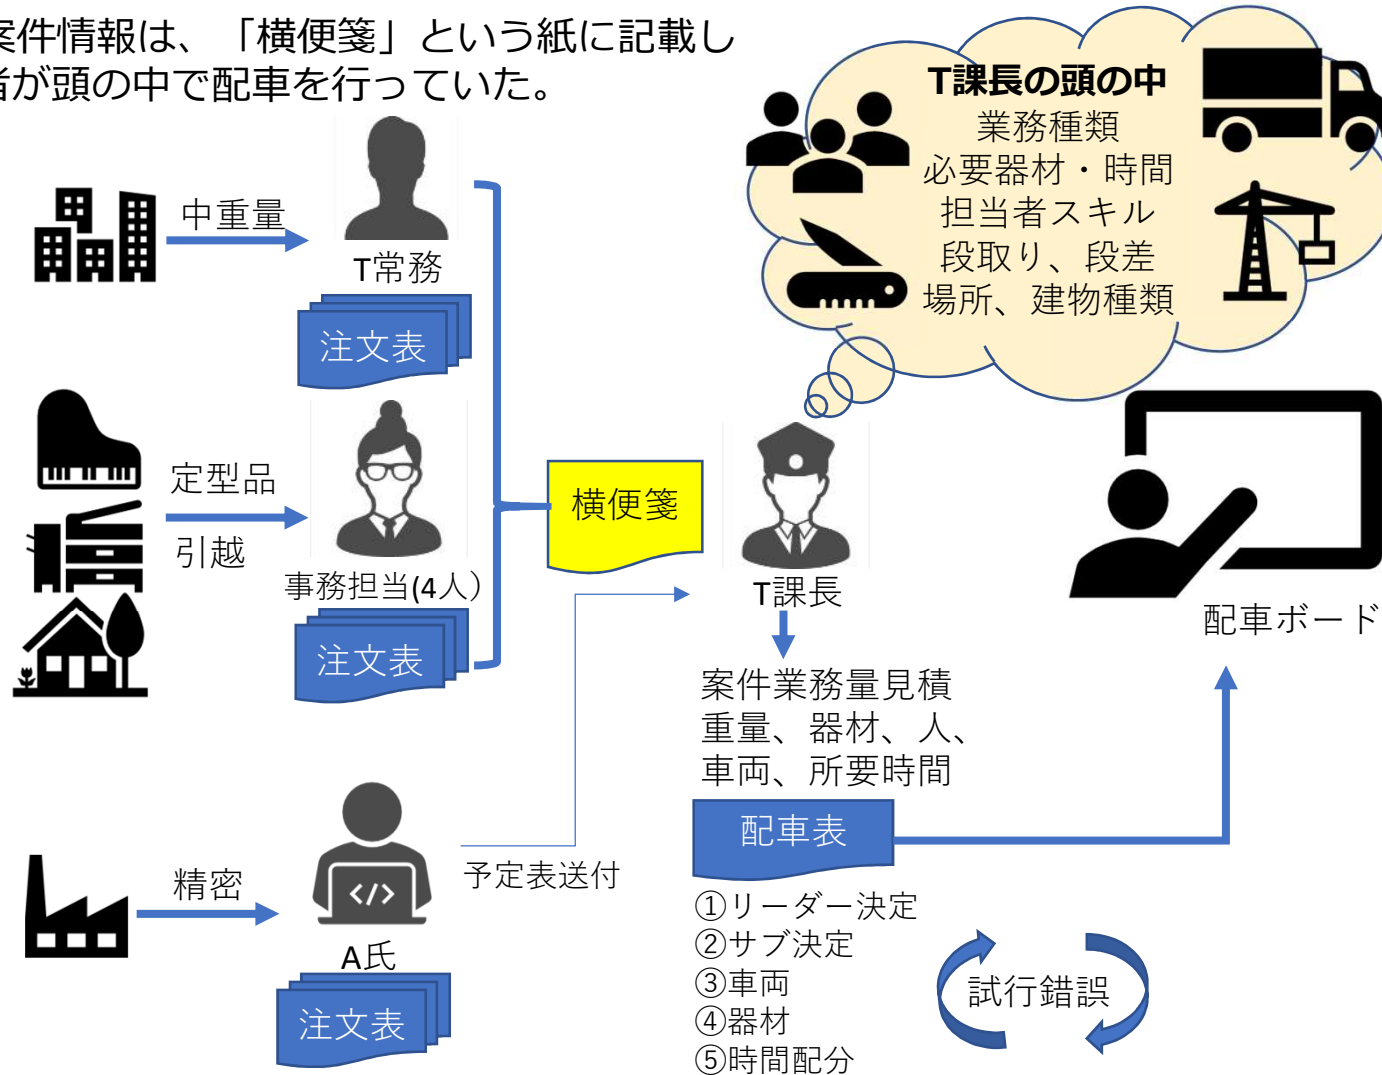 案件情報は、「横便箋」という紙に記載し
者が頭の中で配車を行っていた。
T課長の頭の中
業務種類
必要器材・時間
担当者スキル
段取り、段差
場所、建物種類
中重量
T常務
注文表
定型品
引越
事務担当(4人）
注文表
横便箋
T課長
配車ボード
案件業務量見積
重量、器材、人、
車両、所要時間
配車表
精密
</>
A氏
注文表
予定表送付
①リーダー決定
②サブ決定
③車両
④器材
⑤時間配分
試行錯誤